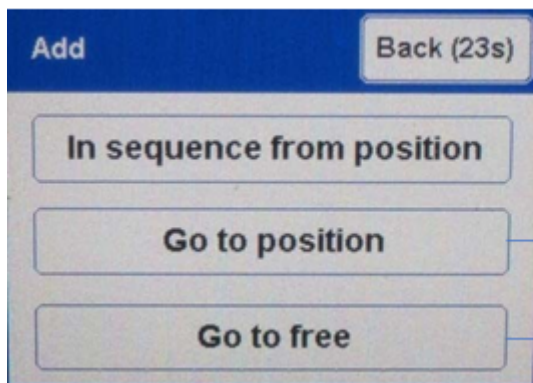 Add
Back (23s)
In sequence from position
Go to position
Go to free